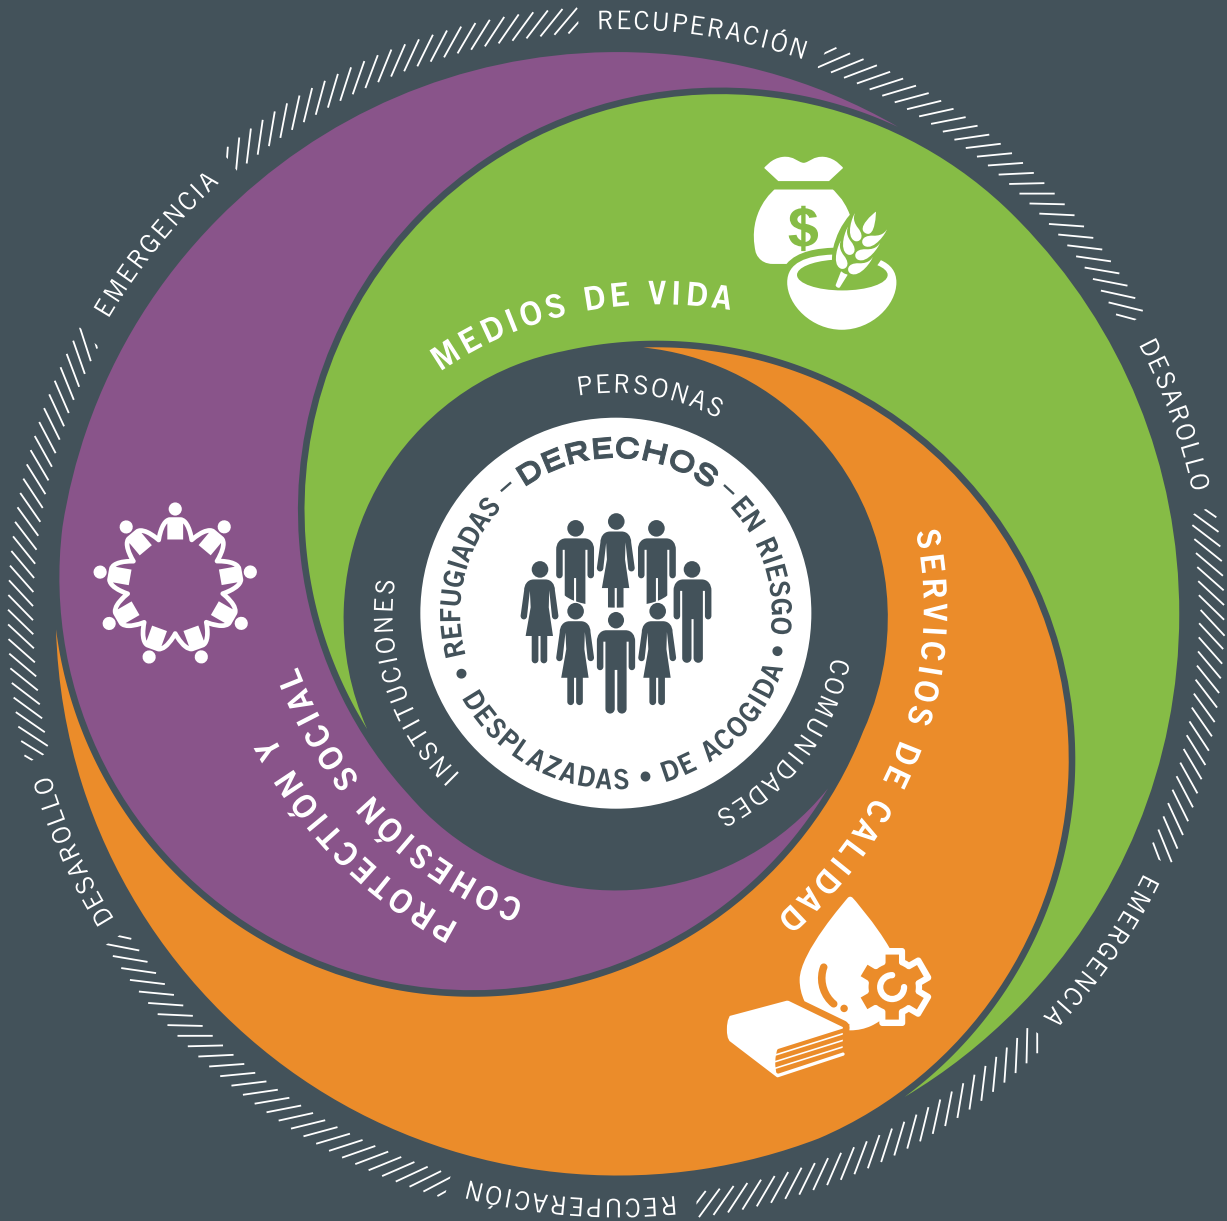 RECUPERACIÓN
DESAROLLO
EMERGENCIA
RECUPERACIÓN
DESAROLLO
EMERGENCIA
$
MEDIOS DE VIDA
SERVICIOS DE CALIDAD
PROTECTIÓN Y
COHESIÓN SOCIAL
PERSONAS
COMUNIDADES
INSTITUCIONES
– DERECHOS –
EN RIESGO •
DE ACOGIDA •
DESPLAZADAS •
REFUGIADAS